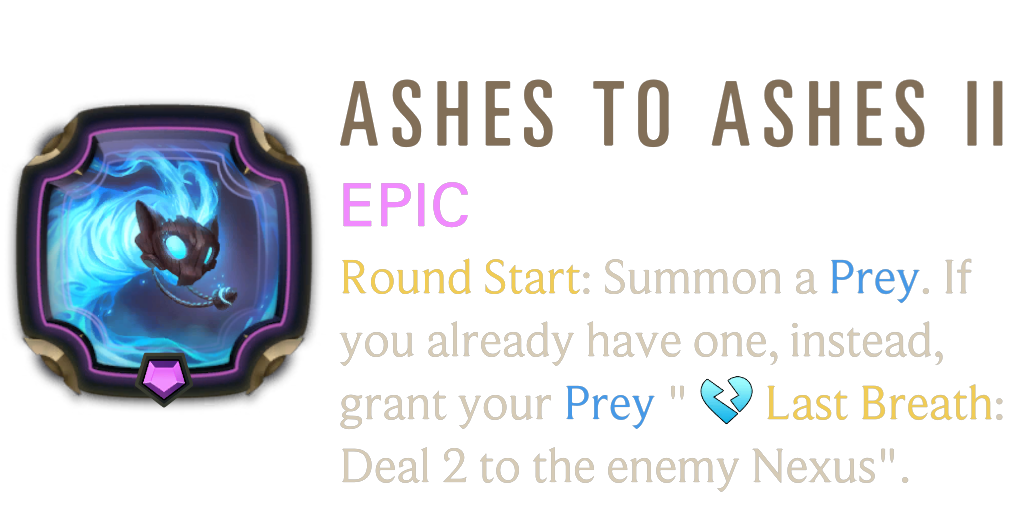 ASHES TO ASHES II
EPIC
Round Start: Summon a Prey. If
you already have one, instead,
grant your Prey " Last Breath:
Deal 2 to the enemy Nexus".